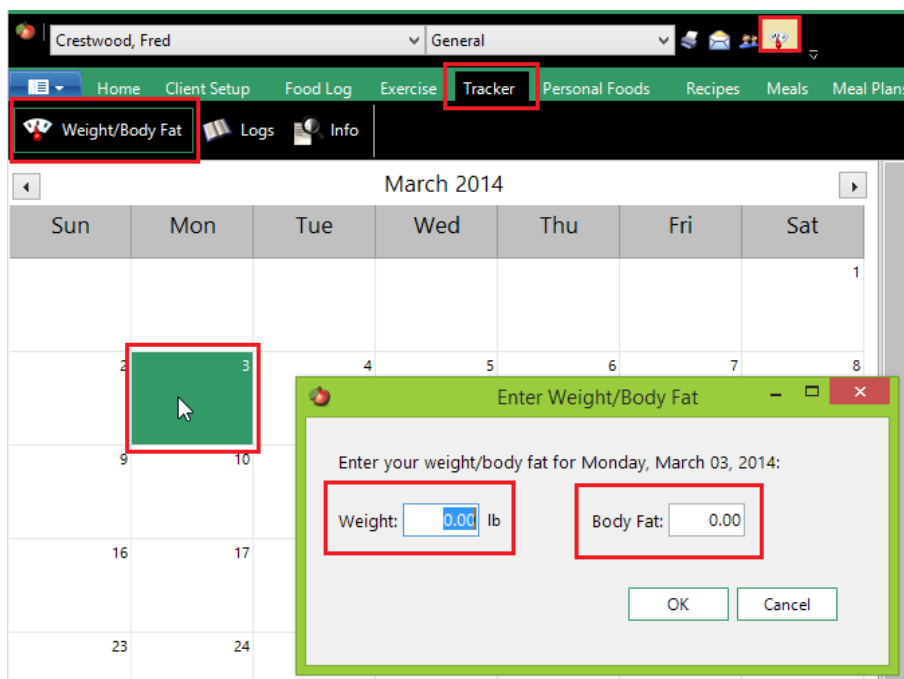 Crestwood, Fred General
Home Client Setup Food Log Exercise Tracker Personal Foods Recipes Meals Meal Plans
Weight/Body Fat Logs Info
March 2014
Sun Mon Tue Wed Thu Fri Sat
1
2 3 4 5 6 7 8
Enter Weight/Body Fat
9 10
Enter your weight/body fat for Monday, March 03, 2014:
Weight: 0.00 lb Body Fat: 0.00
16 17
OK Cancel
23 24